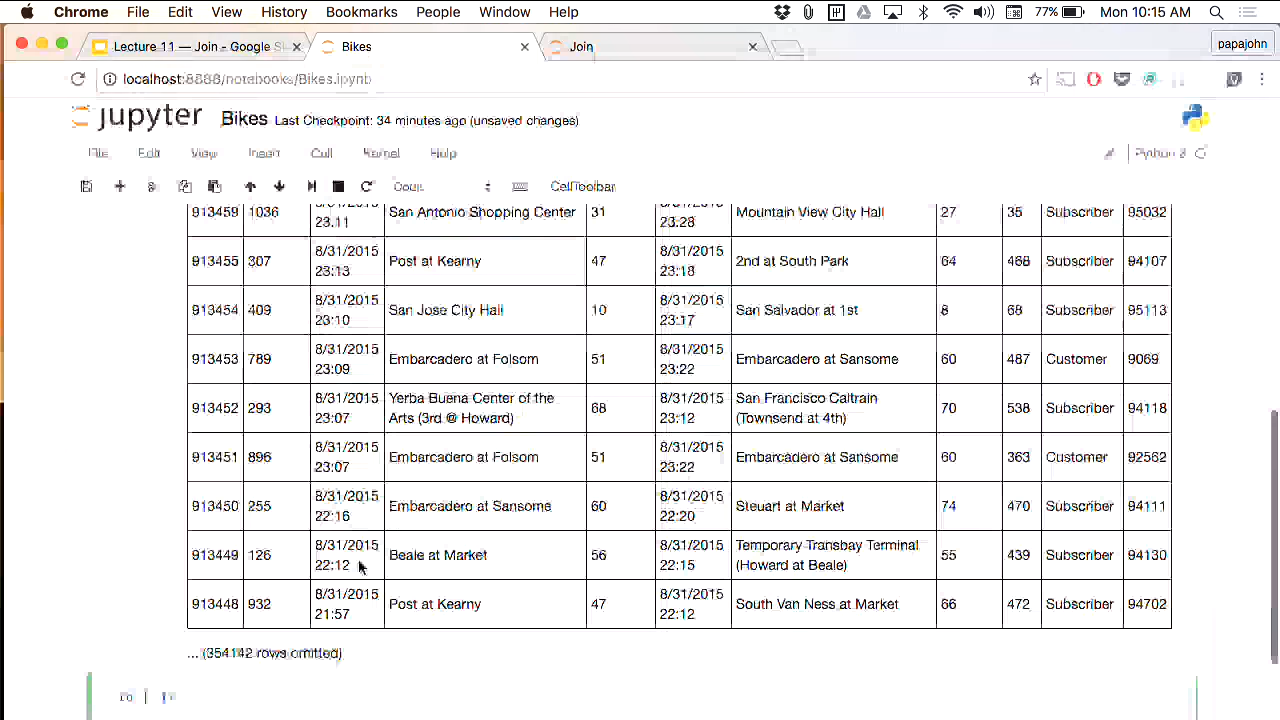 Chrome File Edit View History Bookmarks People Window Help 77% Mon 10:15 AM
Lecture 11 — Join - Google S Bikes Join papajohn
localhost:8888/notebooks/Bikes.ipynb
jupyter Bikes Last Checkpoint: 34 minutes ago (unsaved changes)
File Edit View Insert Cell Kernel Help Python 3
CellToolbar
913459 1036 23:11 San Antonio Shopping Center 31 23:28 Mountain View City Hall 27 35 Subscriber 95032
913455 307 8/31/2015 23:13 Post at Kearny 47 8/31/2015 23:18 2nd at South Park 64 468 Subscriber 94107
913454 409 8/31/2015 23:10 San Jose City Hall 10 8/31/2015 23:17 San Salvador at 1st 8 68 Subscriber 95113
913453 789 8/31/2015 23:09 Embarcadero at Folsom 51 8/31/2015 23:22 Embarcadero at Sansome 60 487 Customer 9069
913452 293 8/31/2015 23:07 Yerba Buena Center of the Arts (3rd @ Howard) 68 8/31/2015 23:12 San Francisco Caltrain (Townsend at 4th) 70 538 Subscriber 94118
913451 896 8/31/2015 23:07 Embarcadero at Folsom 51 8/31/2015 23:22 Embarcadero at Sansome 60 363 Customer 92562
913450 255 8/31/2015 22:16 Embarcadero at Sansome 60 8/31/2015 22:20 Steuart at Market 74 470 Subscriber 94111
913449 126 8/31/2015 22:12 Beale at Market 56 8/31/2015 22:15 Temporary Transbay Terminal (Howard at Beale) 55 439 Subscriber 94130
913448 932 8/31/2015 21:57 Post at Kearny 47 8/31/2015 22:12 South Van Ness at Market 66 472 Subscriber 94702
... (354142 rows omitted)